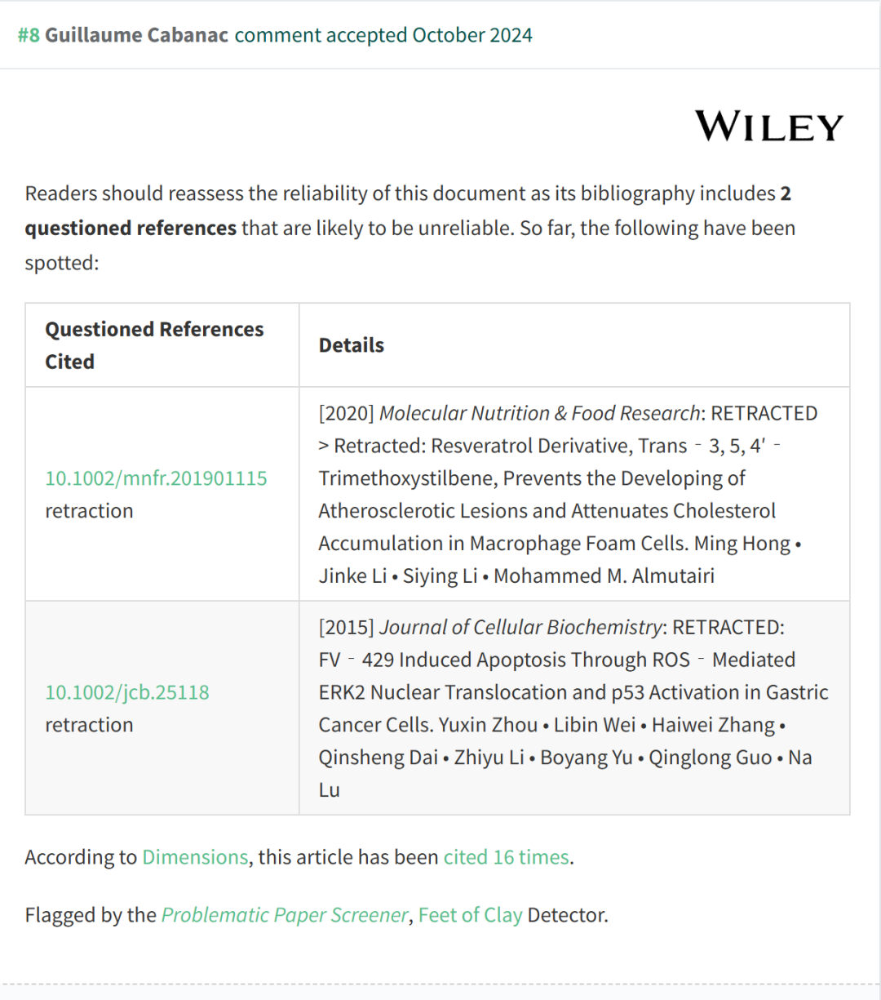 #8 Guillaume Cabanac comment accepted October 2024
WILEY
Readers should reassess the reliability of this document as its bibliography includes 2
questioned references that are likely to be unreliable. So far, the following have been
spotted:
Questioned References
Cited
Details
10.1002/mnfr.201901115
retraction
[2020] Molecular Nutrition & Food Research: RETRACTED
> Retracted: Resveratrol Derivative, Trans ‐ 3, 5, 4′ ‐
Trimethoxystilbene, Prevents the Developing of
Atherosclerotic Lesions and Attenuates Cholesterol
Accumulation in Macrophage Foam Cells. Ming Hong •
Jinke Li • Siying Li • Mohammed M. Almutairi
10.1002/jcb.25118
retraction
[2015] Journal of Cellular Biochemistry: RETRACTED:
FV ‐ 429 Induced Apoptosis Through ROS ‐ Mediated
ERK2 Nuclear Translocation and p53 Activation in Gastric
Cancer Cells. Yuxin Zhou • Libin Wei • Haiwei Zhang •
Qinsheng Dai • Zhiyu Li • Boyang Yu • Qinglong Guo • Na
Lu
According to Dimensions, this article has been cited 16 times.
Flagged by the Problematic Paper Screener, Feet of Clay Detector.